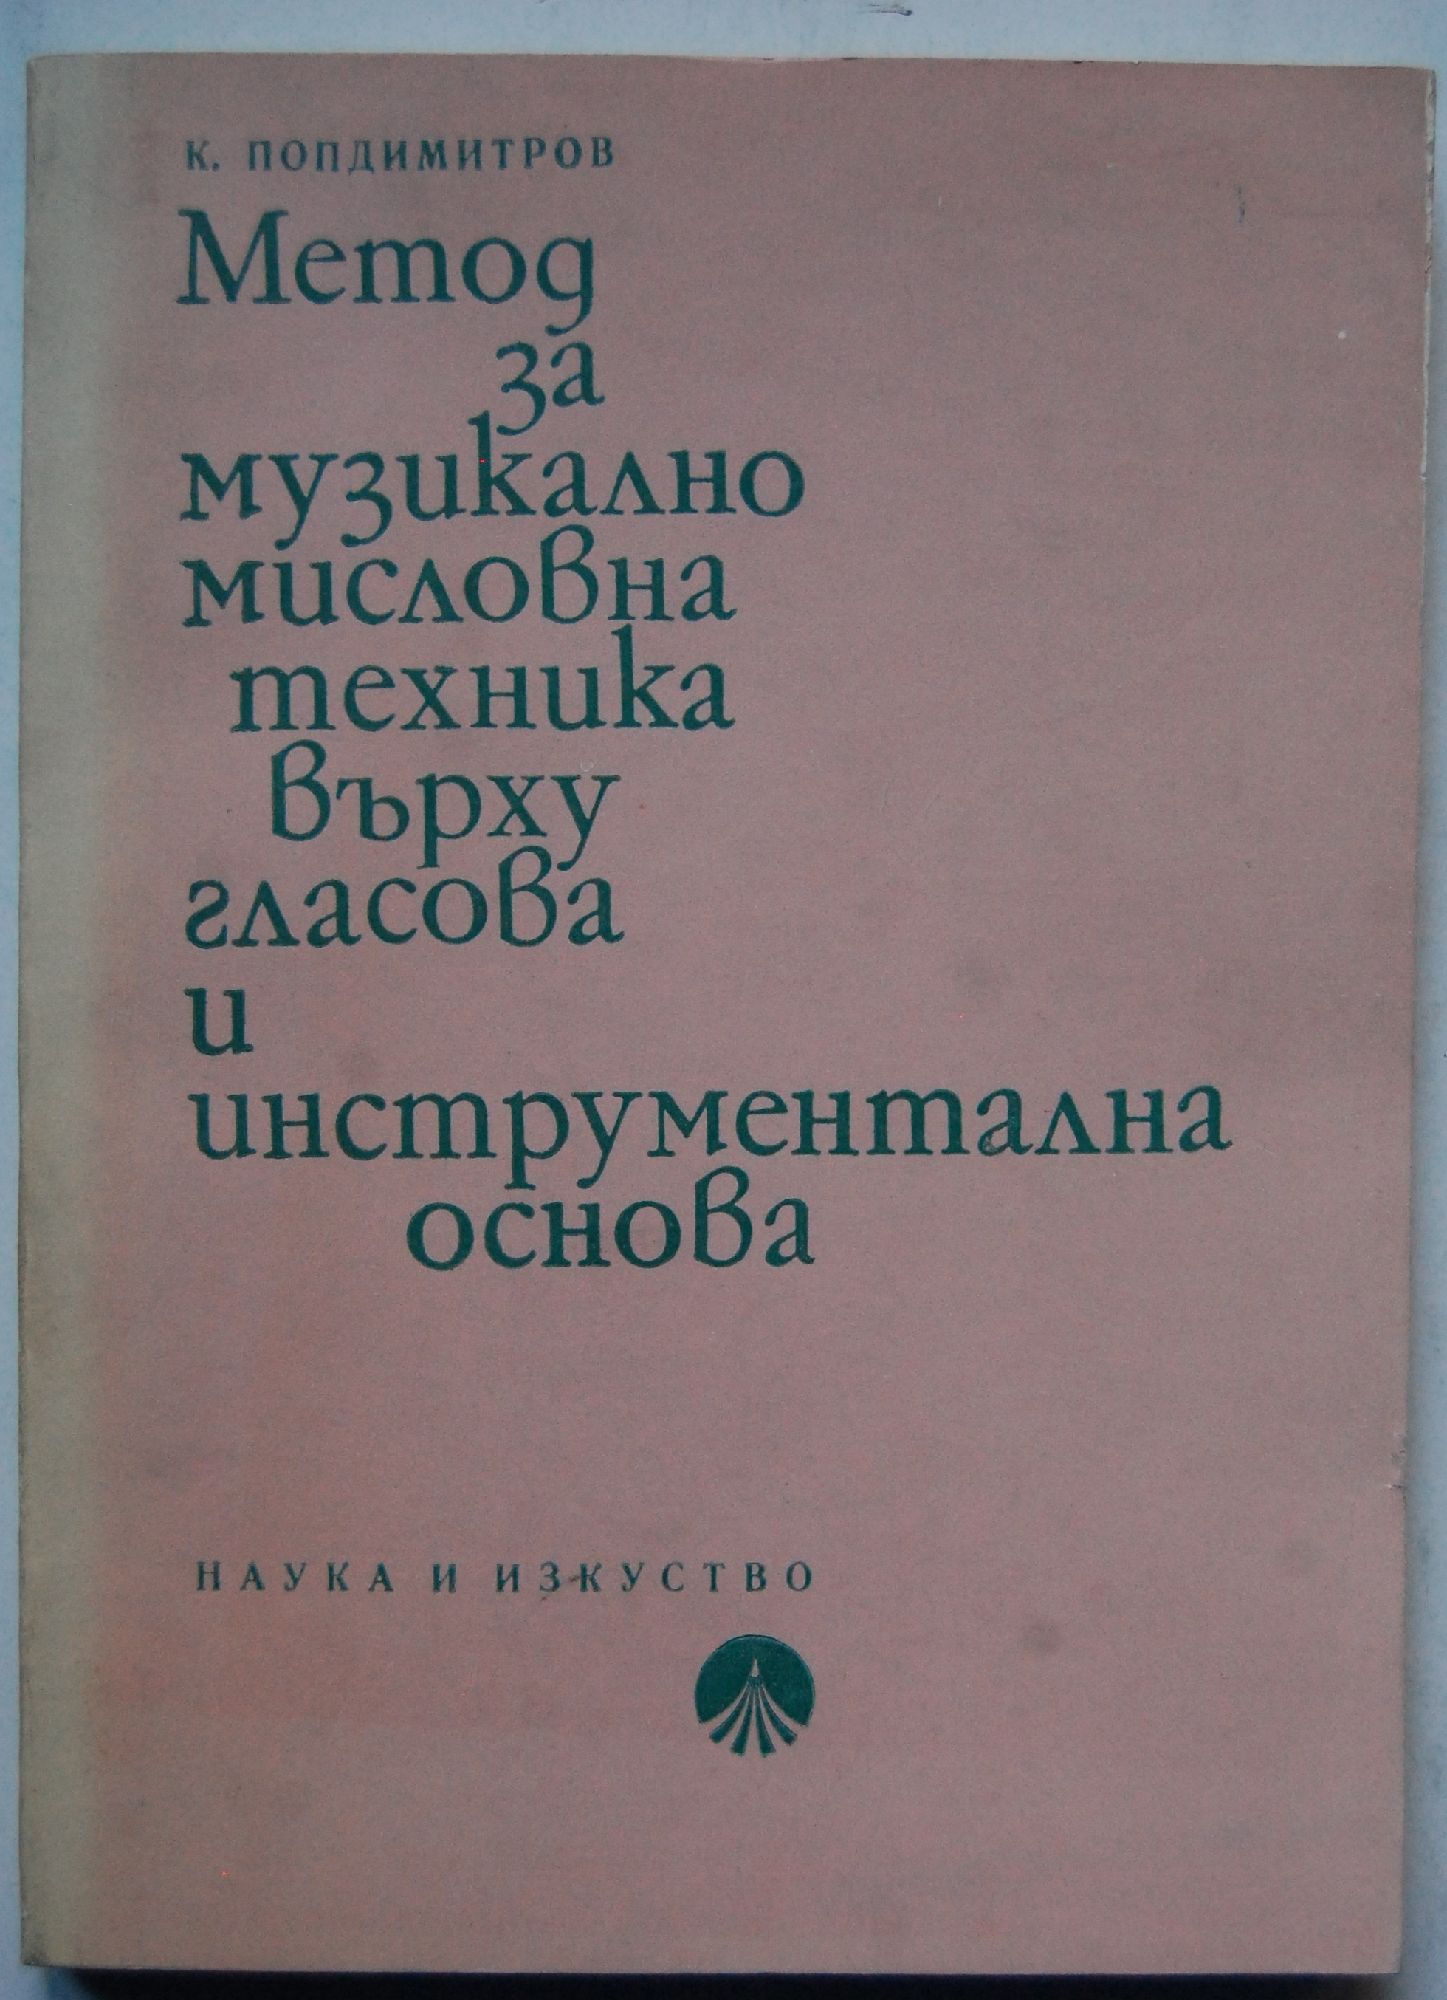 К. ПОПДИМИТРОВ
Метод
за
музикално
мисловна
техника
върху
гласова
и
инструментална
основа
НАУКА И ИЗКУСТВО